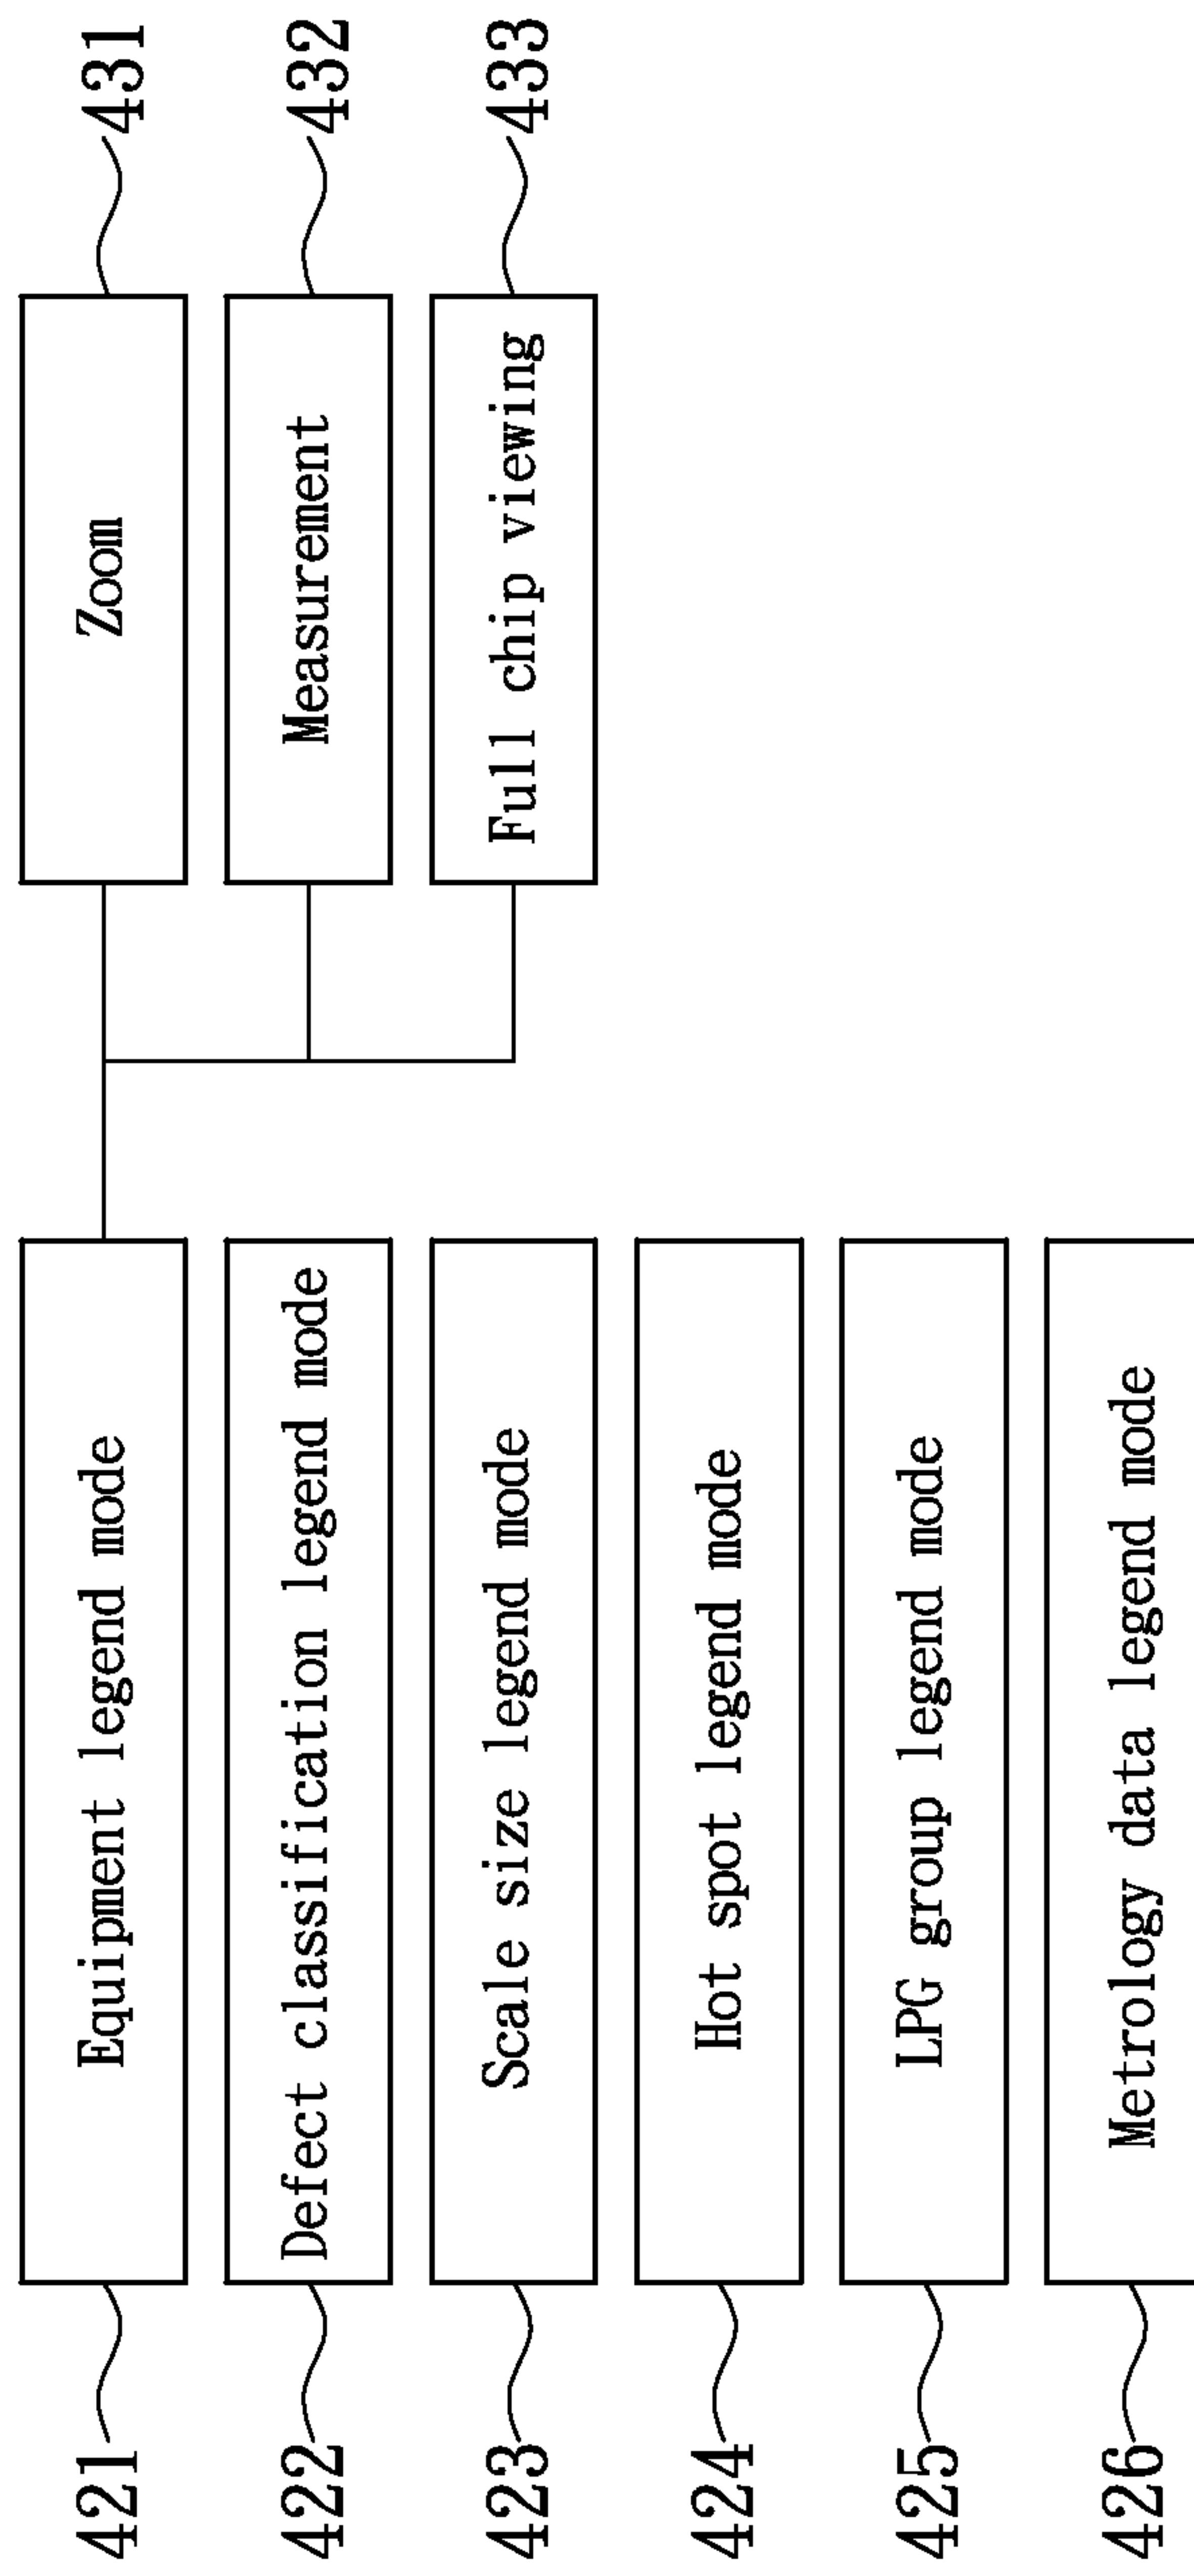 421
Equipment legend mode
Zoom
431
422
Defect classification legend mode
Measurement
432
423
Scale size legend mode
Full chip viewing
433
424
Hot spot legend mode
425
LPG group legend mode
426
Metrology data legend mode